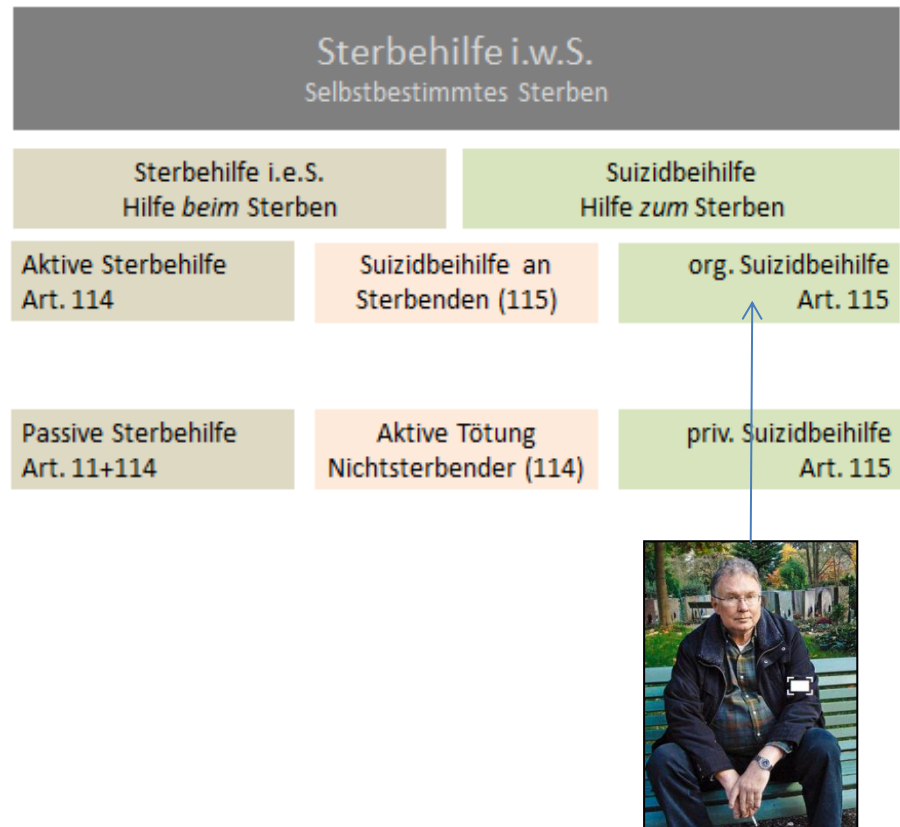 Sterbehilfe i.w.S.
Selbstbestimmtes Sterben
Sterbehilfe i.e.S.
Hilfe beim Sterben
Suizidbeihilfe
Hilfe zum Sterben
Aktive Sterbehilfe
Art. 114
Suizidbeihilfe an
Sterbenden (115)
org. Suizidbeihilfe
Art. 115
Passive Sterbehilfe
Art. 11+114
Aktive Tötung
Nichtsterbender (114)
priv. Suizidbeihilfe
Art. 115